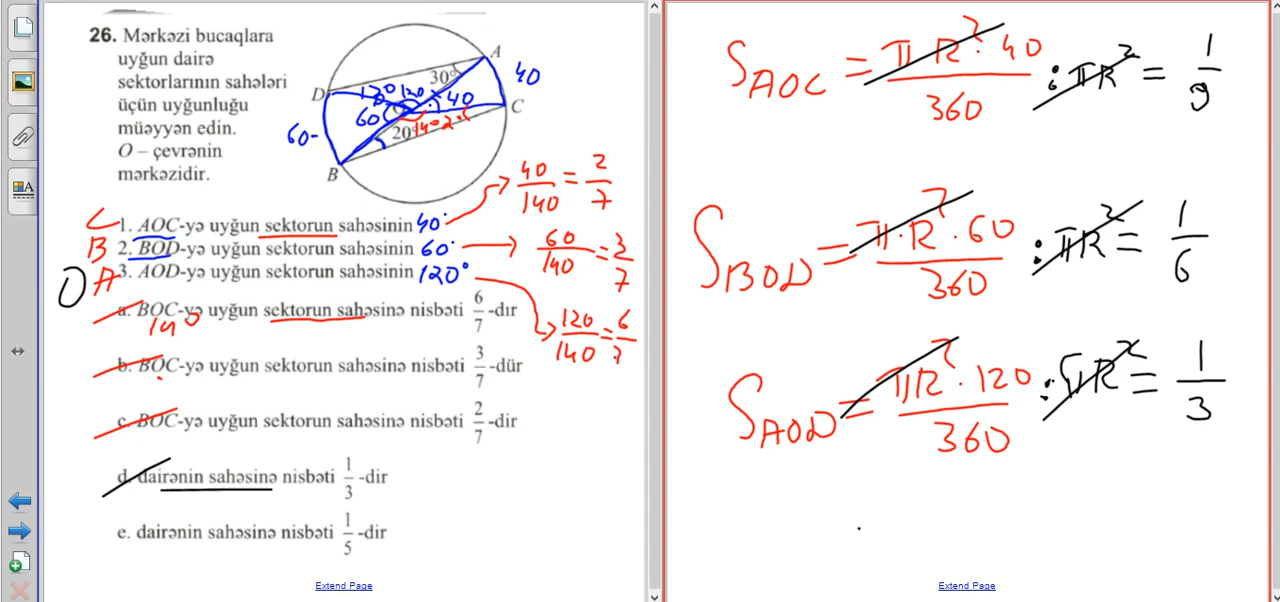 26. Mərkəzi bucaqlara
uyğun dairə
sektorlarının sahələri
üçün uyğunluğu
müəyyən edin.
O – çevrənin
mərkəzidir.
A
30°
40
D
120 120
40
C
60
60
140
20°
B
C 1. AOC-yə uyğun sektorun sahəsinin 40°
40/140 = 2/7
B 2. BOD-yə uyğun sektorun sahəsinin 60°
60/140 = 3/7
D A 3. AOD-yə uyğun sektorun sahəsinin 120°
120/140 = 6/7
a. BOC-yə uyğun sektorun sahəsinə nisbəti 6/7 -dır
140
b. BOC-yə uyğun sektorun sahəsinə nisbəti 3/7 -dür
c. BOC-yə uyğun sektorun sahəsinə nisbəti 2/7 -dir
d. dairənin sahəsinə nisbəti 1/3 -dir
e. dairənin sahəsinə nisbəti 1/5 -dir
Extend Page
S AOC = πR²·40/360 : πR² = 1/9
S BOD = π·R²·60/360 : πR² = 1/6
S AOD = πR²·120/360 : πR² = 1/3
Extend Page